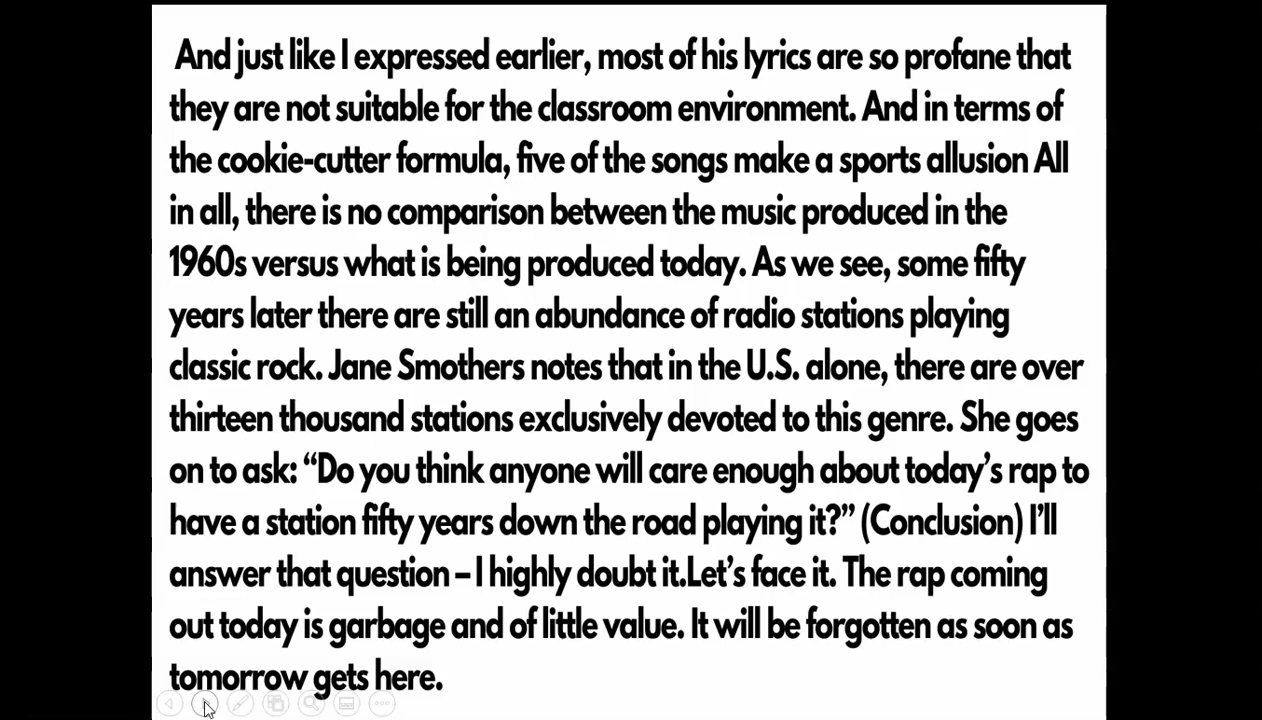 And just like I expressed earlier, most of his lyrics are so profane that
they are not suitable for the classroom environment. And in terms of
the cookie-cutter formula, five of the songs make a sports allusion All
in all, there is no comparison between the music produced in the
1960s versus what is being produced today. As we see, some fifty
years later there are still an abundance of radio stations playing
classic rock. Jane Smothers notes that in the U.S. alone, there are over
thirteen thousand stations exclusively devoted to this genre. She goes
on to ask: “Do you think anyone will care enough about today’s rap to
have a station fifty years down the road playing it?” (Conclusion) I’ll
answer that question – I highly doubt it.Let’s face it. The rap coming
out today is garbage and of little value. It will be forgotten as soon as
tomorrow gets here.